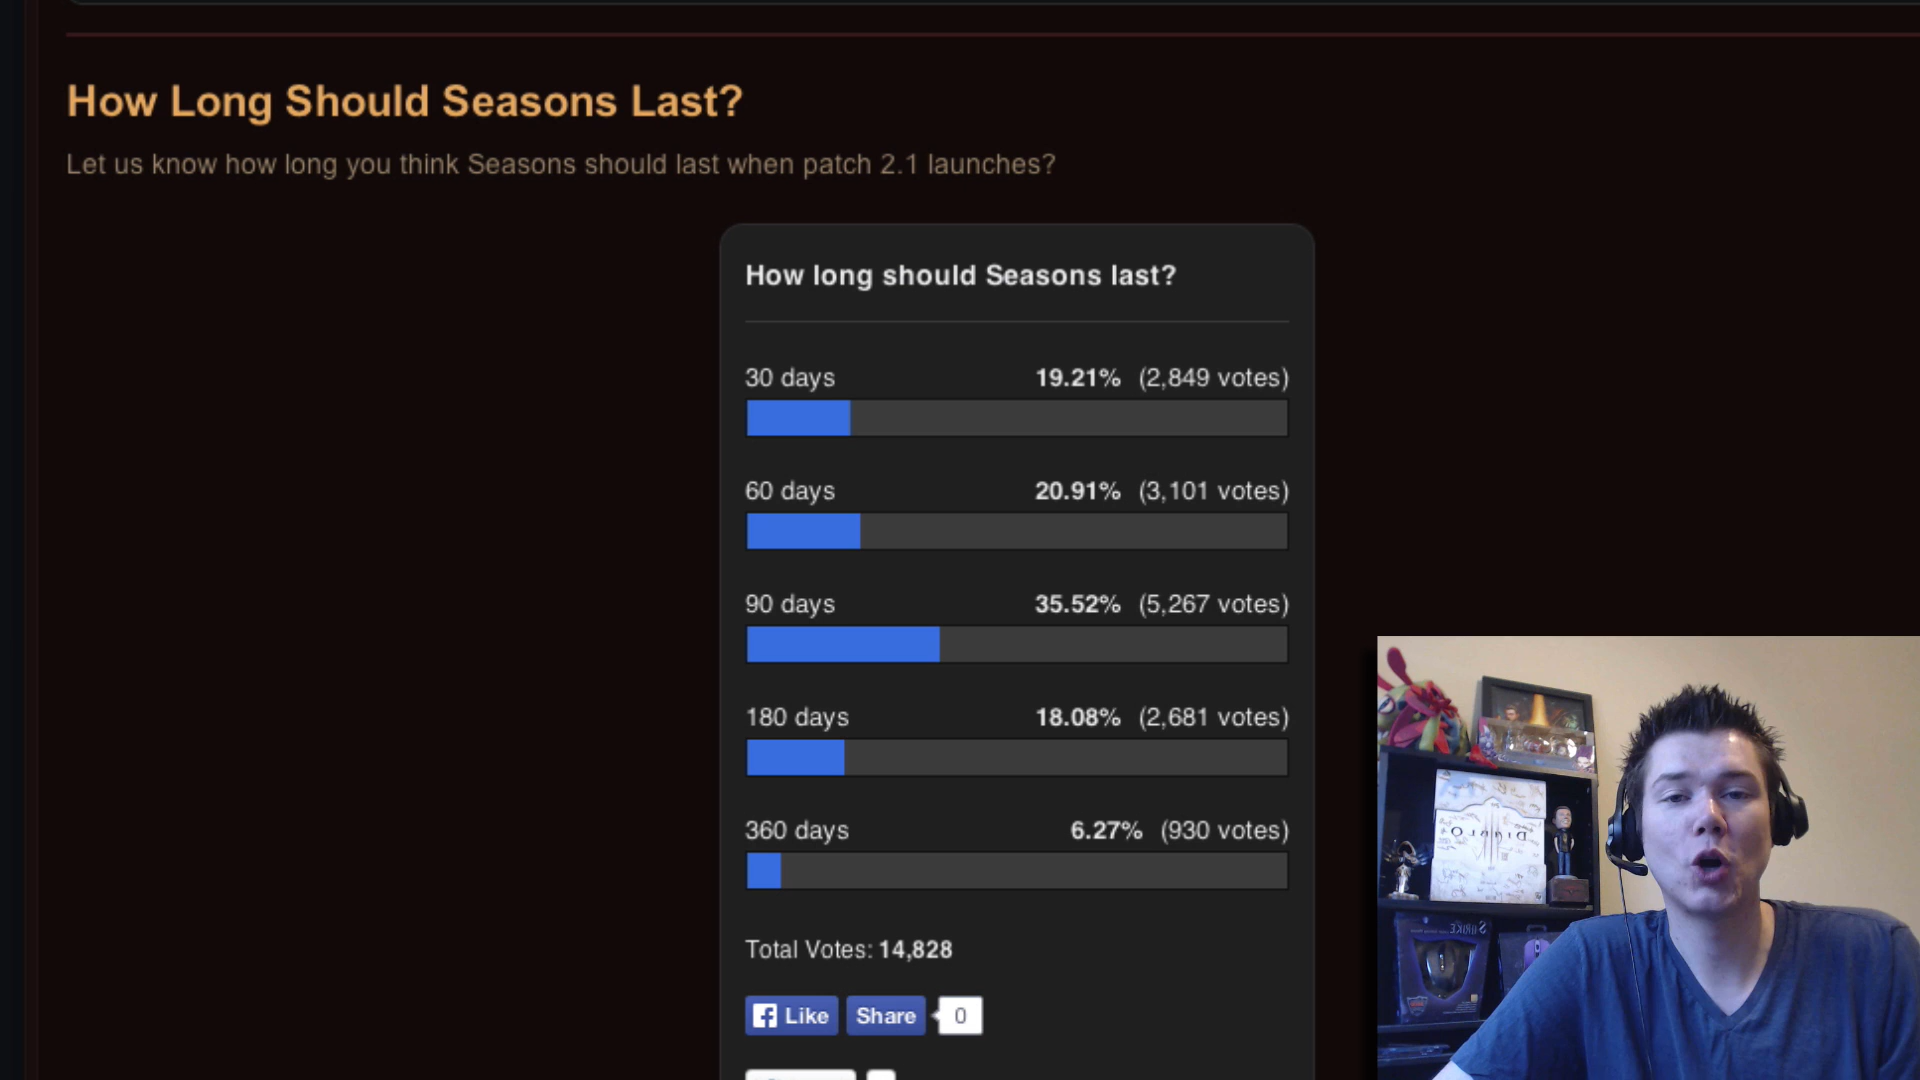 How Long Should Seasons Last?
Let us know how long you think Seasons should last when patch 2.1 launches?
How long should Seasons last?
30 days 19.21% (2,849 votes)
60 days 20.91% (3,101 votes)
90 days 35.52% (5,267 votes)
180 days 18.08% (2,681 votes)
360 days 6.27% (930 votes)
Total Votes: 14,828
Like Share 0
DIABLO